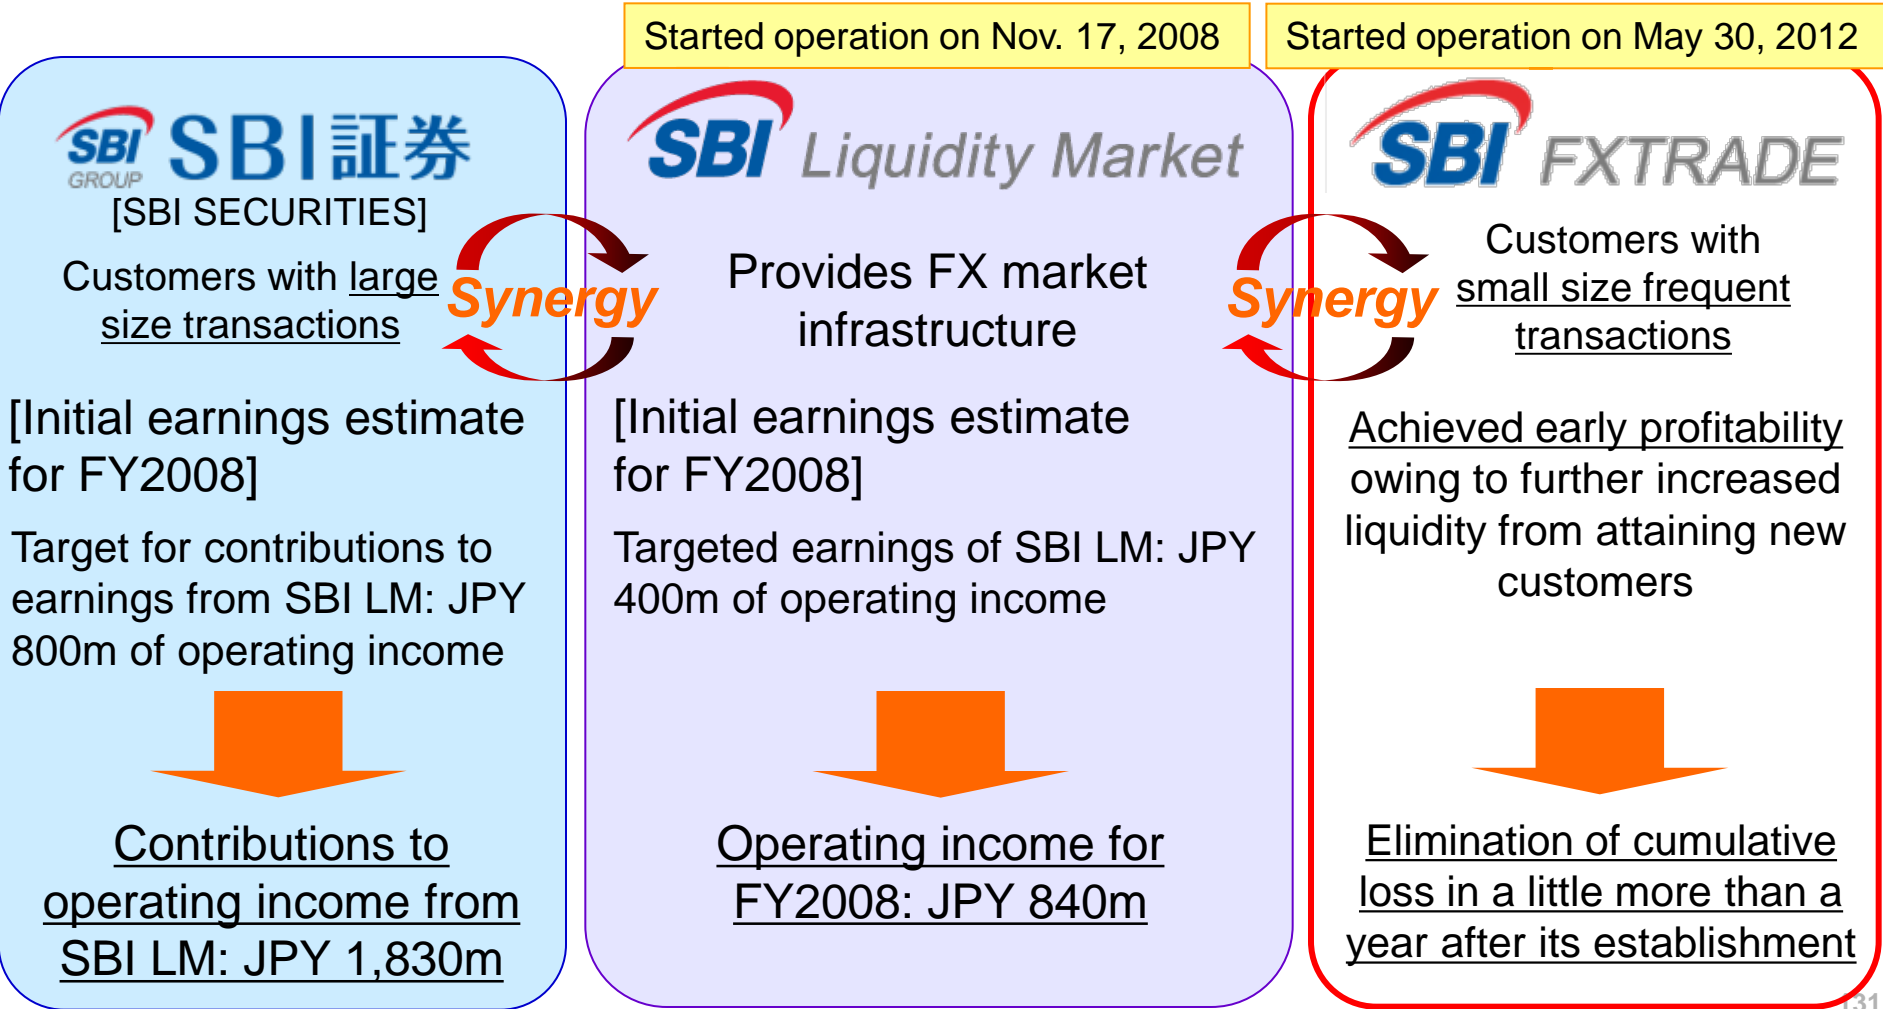 Started operation on Nov. 17, 2008
Started operation on May 30, 2012
SBI GROUP
SBI証券
[SBI SECURITIES]
Customers with large
size transactions
Synergy
[Initial earnings estimate
for FY2008]
Target for contributions to
earnings from SBI LM: JPY
800m of operating income
Contributions to
operating income from
SBI LM: JPY 1,830m
SBI Liquidity Market
Provides FX market
infrastructure
Synergy
[Initial earnings estimate
for FY2008]
Targeted earnings of SBI LM: JPY
400m of operating income
Operating income for
FY2008: JPY 840m
SBI FXTRADE
Customers with
small size frequent
transactions
Achieved early profitability
owing to further increased
liquidity from attaining new
customers
Elimination of cumulative
loss in a little more than a
year after its establishment
131